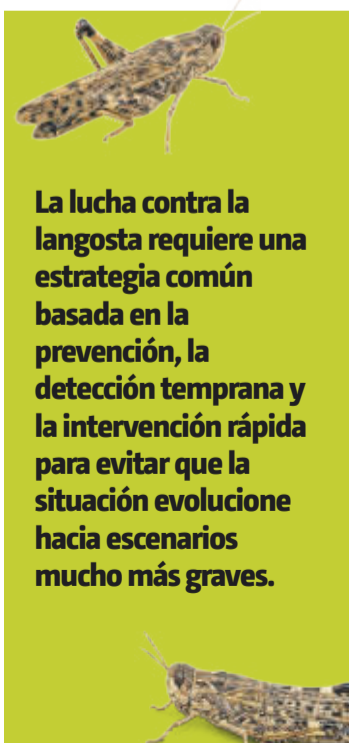 La lucha contra la
langosta requiere una
estrategia común
basada en la
prevención, la
detección temprana y
la intervención rápida
para evitar que la
situación evolucione
hacia escenarios
mucho más graves.